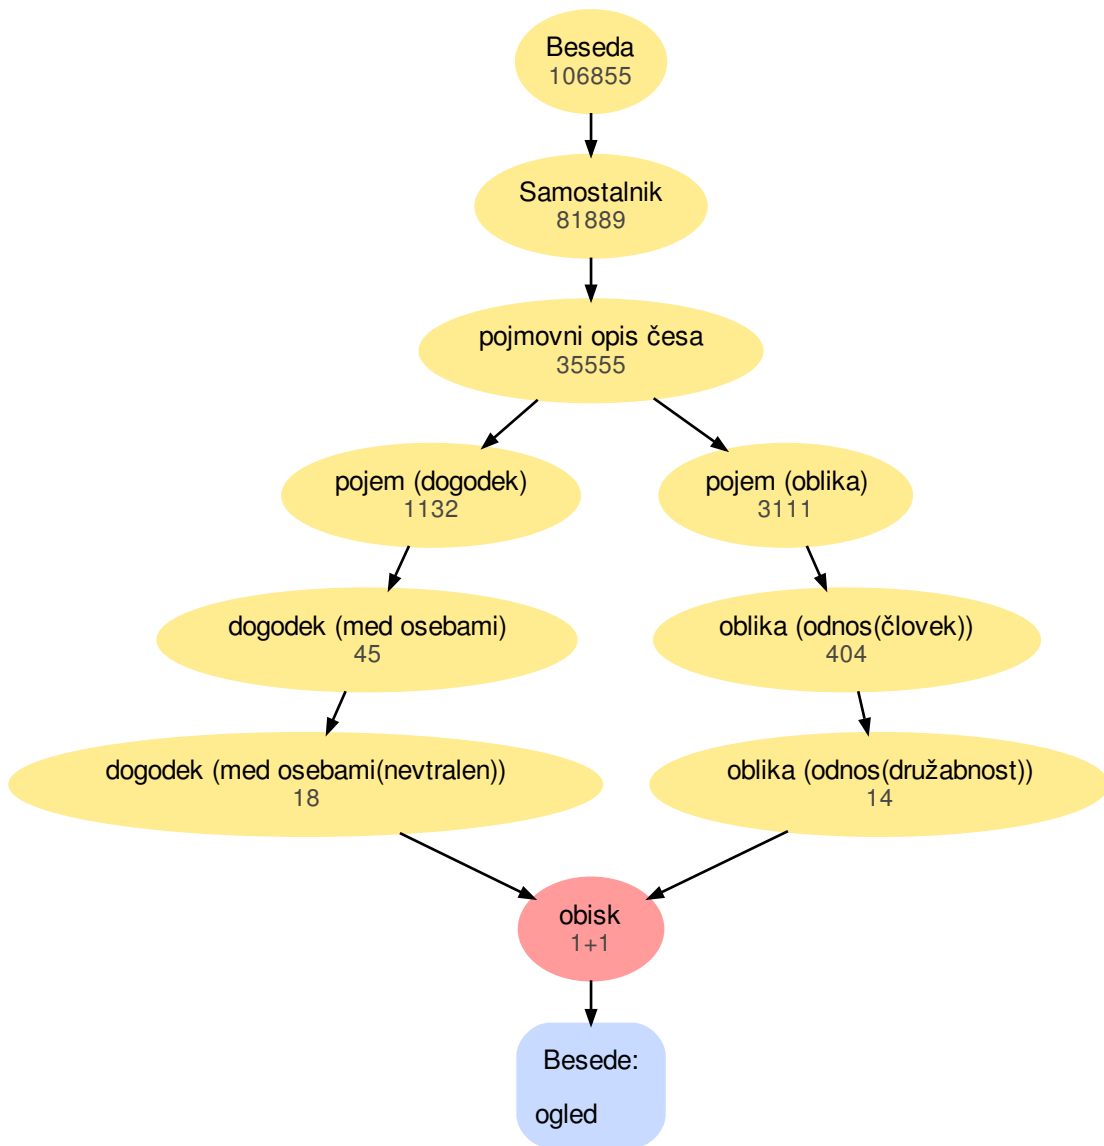 Beseda
106855
Samostalnik
81889
pojmovni opis česa
35555
pojem (dogodek)
1132
pojem (oblika)
3111
dogodek (med osebami)
45
oblika (odnos(človek))
404
dogodek (med osebami(nevtralen))
18
oblika (odnos(družabnost))
14
obisk
1+1
Besede:
ogled